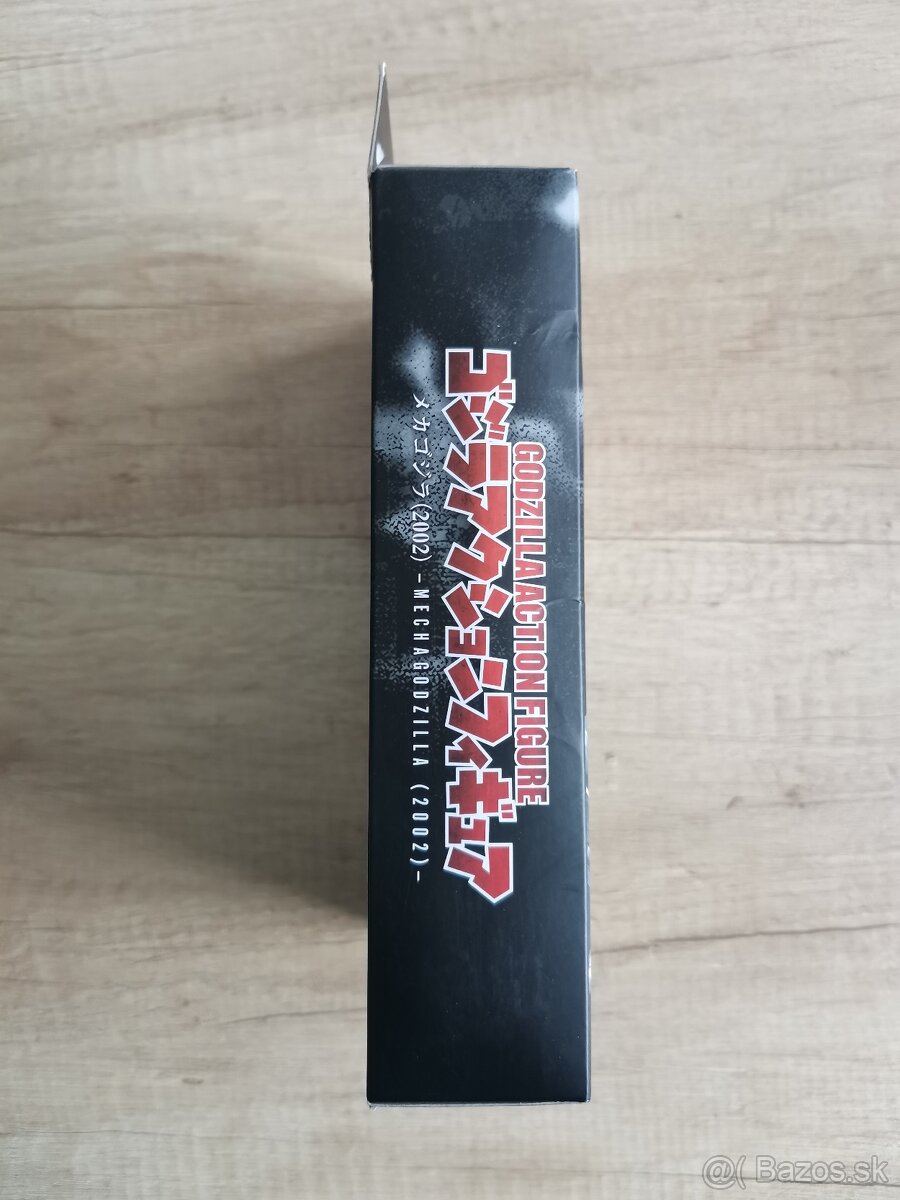 GODZILLA ACTION FIGURE
ゴジラアクションフィギュア
メカゴジラ(2002) -MECHAGODZILLA (2002)-
@( Bazos.sk